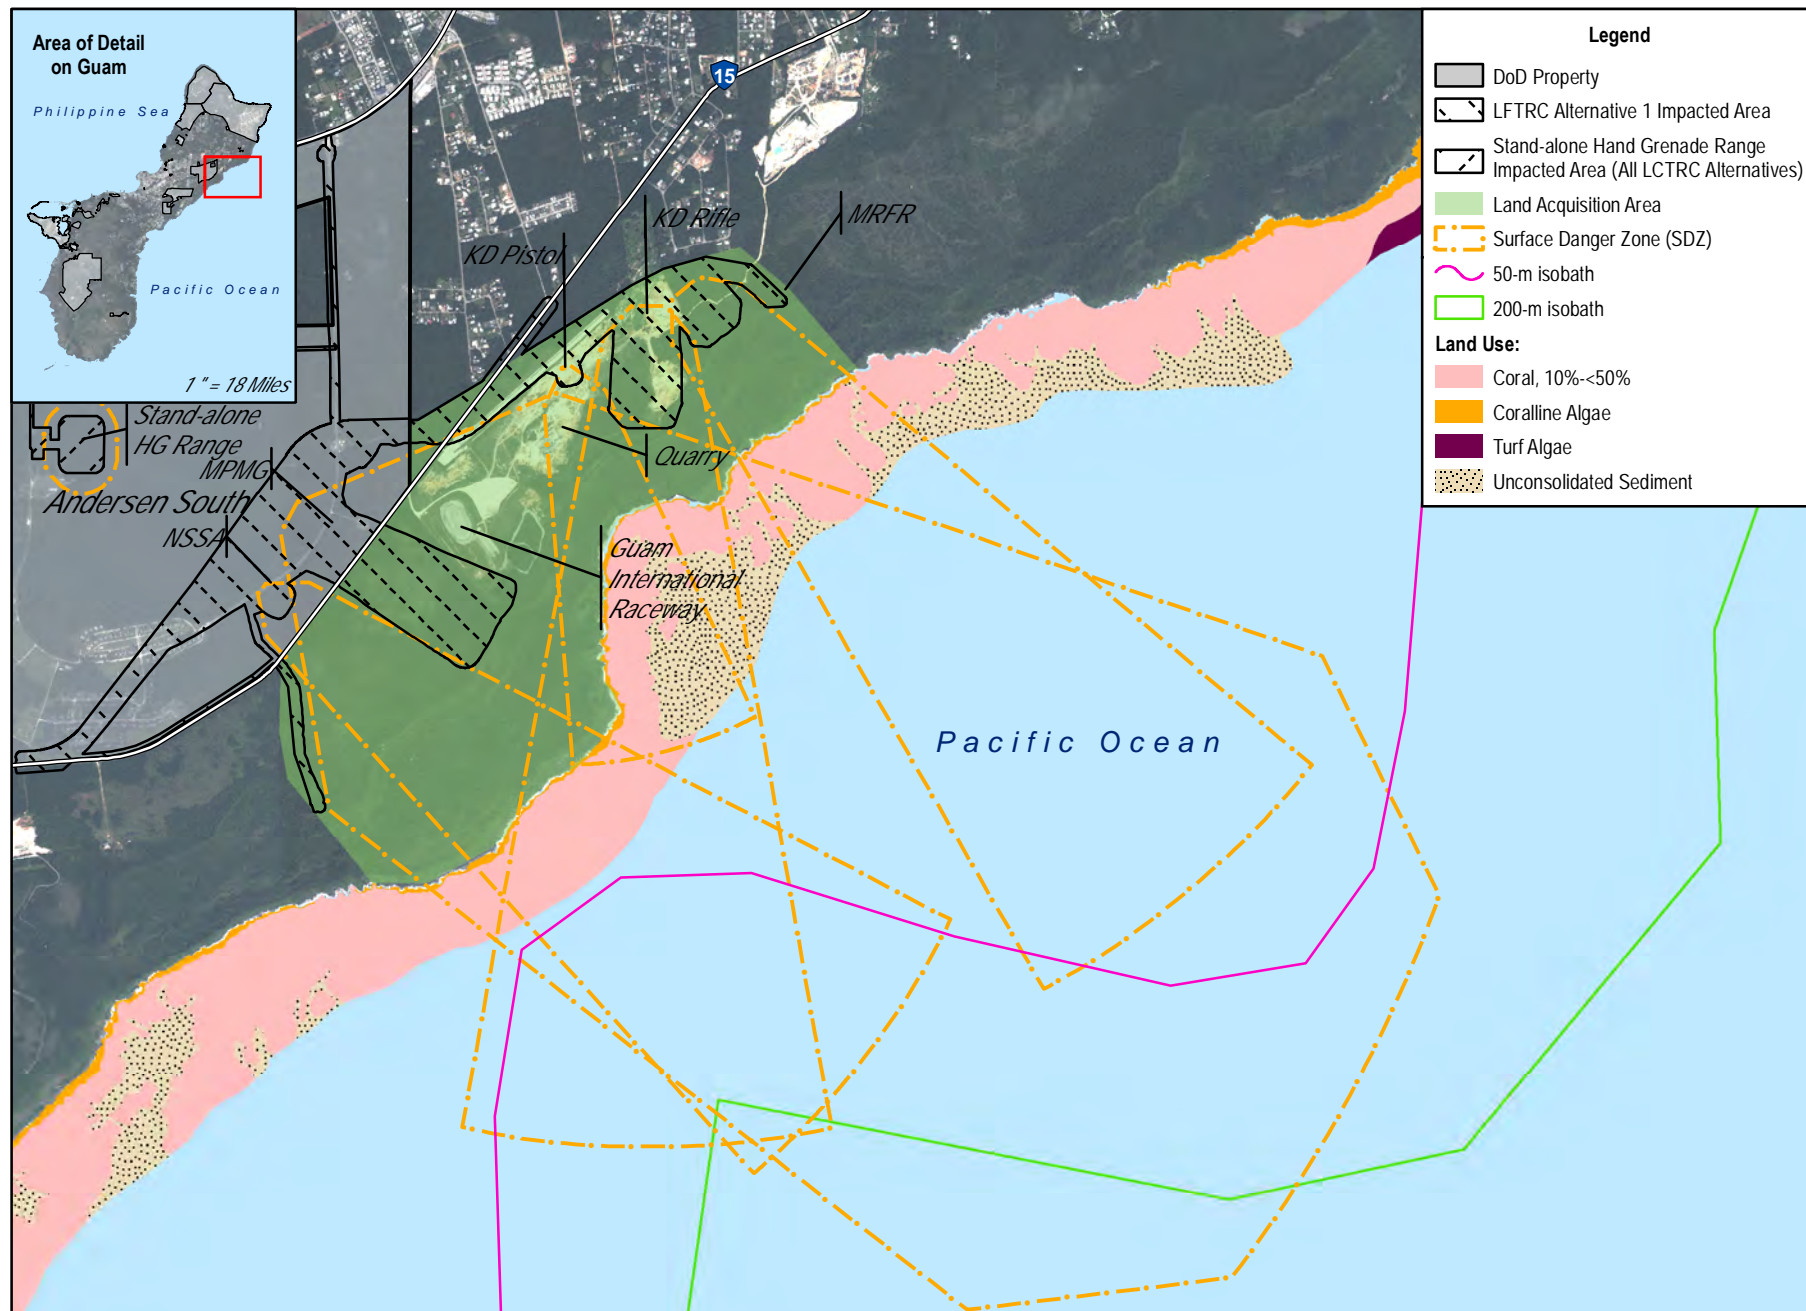 Area of Detail
on Guam
Philippine Sea
Pacific Ocean
1 " = 18 Miles
15
KD Rifle
MRFR
KD Pistol
Stand-alone
HG Range
MPMG
Andersen South
NSSA
Quarry
Guam
International
Raceway
Pacific Ocean
Legend
DoD Property
LFTRC Alternative 1 Impacted Area
Stand-alone Hand Grenade Range
Impacted Area (All LCTRC Alternatives)
Land Acquisition Area
Surface Danger Zone (SDZ)
50-m isobath
200-m isobath
Land Use:
Coral, 10%-<50%
Coralline Algae
Turf Algae
Unconsolidated Sediment